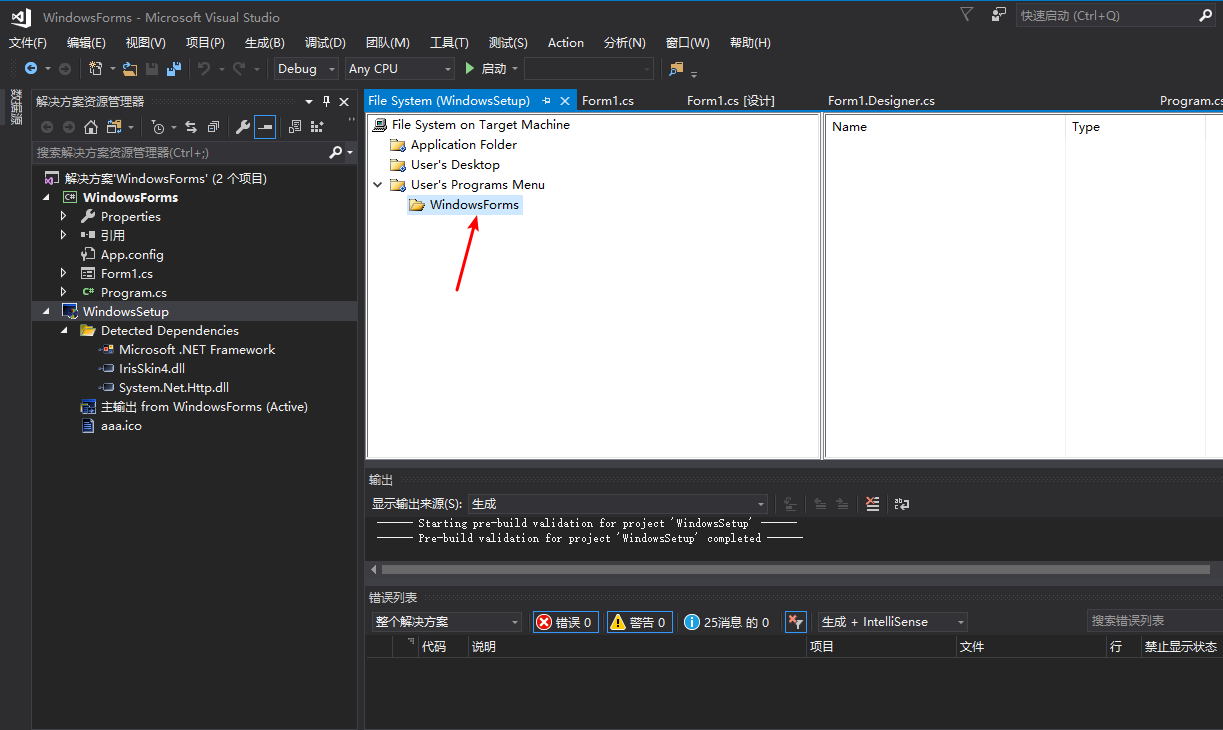 WindowsForms - Microsoft Visual Studio
快速启动 (Ctrl+Q)
文件(F) 编辑(E) 视图(V) 项目(P) 生成(B) 调试(D) 团队(M) 工具(T) 测试(S) Action 分析(N) 窗口(W) 帮助(H)
Debug Any CPU 启动
数据源
解决方案资源管理器
搜索解决方案资源管理器(Ctrl+;)
解决方案'WindowsForms' (2 个项目)
C# WindowsForms
Properties
引用
App.config
Form1.cs
C# Program.cs
WindowsSetup
Detected Dependencies
Microsoft .NET Framework
IrisSkin4.dll
System.Net.Http.dll
主输出 from WindowsForms (Active)
aaa.ico
File System (WindowsSetup) Form1.cs Form1.cs [设计] Form1.Designer.cs Program.cs
File System on Target Machine
Application Folder
User's Desktop
User's Programs Menu
WindowsForms
Name Type
输出
显示输出来源(S): 生成
------ Starting pre-build validation for project 'WindowsSetup' ------
------ Pre-build validation for project 'WindowsSetup' completed ------
错误列表
整个解决方案 错误 0 警告 0 25消息 的 0 生成 + IntelliSense 搜索错误列表
代码 说明 项目 文件 行 禁止显示状态